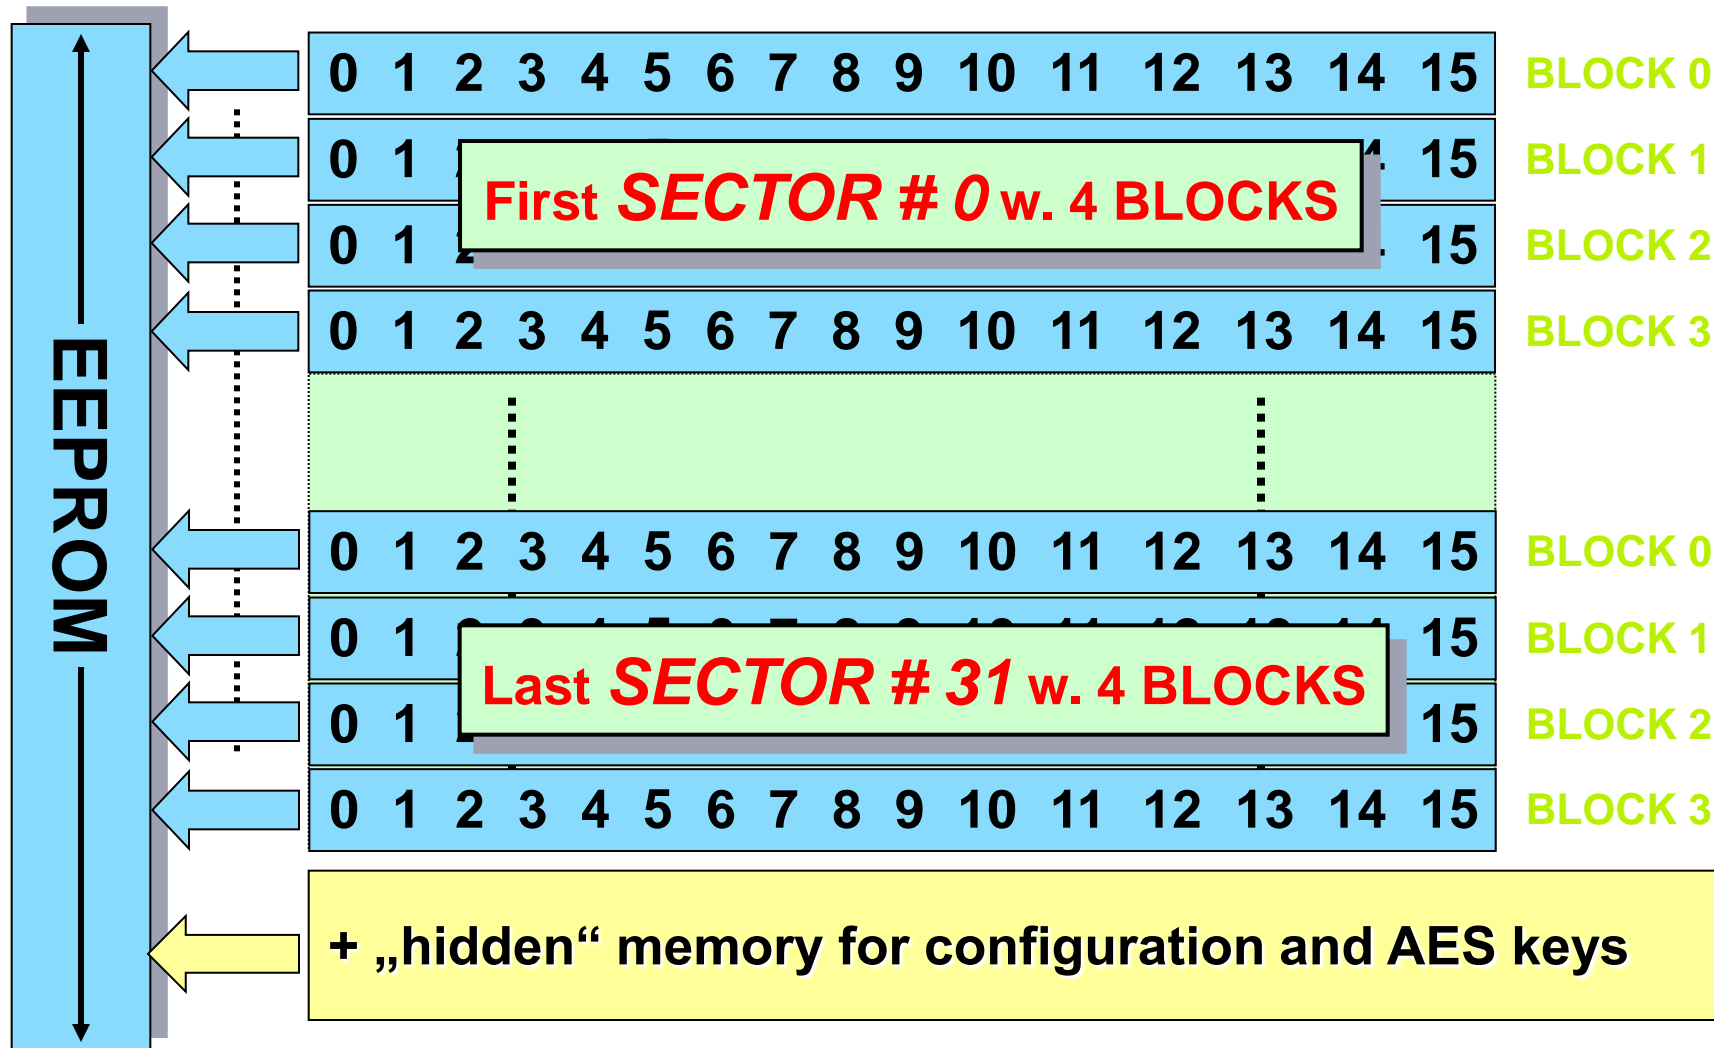 EEPROM
0 1 2 3 4 5 6 7 8 9 10 11 12 13 14 15 BLOCK 0
0 1 15 BLOCK 1
First SECTOR # 0 w. 4 BLOCKS
0 1 15 BLOCK 2
0 1 2 3 4 5 6 7 8 9 10 11 12 13 14 15 BLOCK 3
0 1 2 3 4 5 6 7 8 9 10 11 12 13 14 15 BLOCK 0
0 1 15 BLOCK 1
Last SECTOR # 31 w. 4 BLOCKS
0 1 15 BLOCK 2
0 1 2 3 4 5 6 7 8 9 10 11 12 13 14 15 BLOCK 3
+ „hidden“ memory for configuration and AES keys